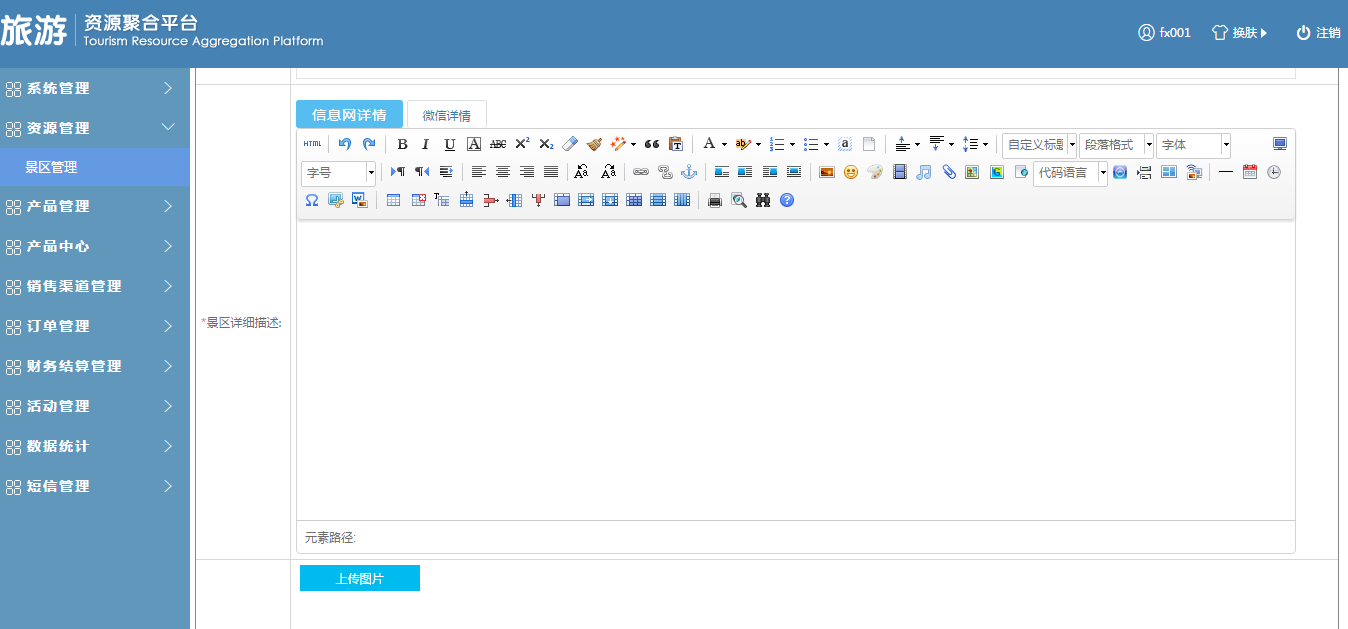 旅游
资源聚合平台
Tourism Resource Aggregation Platform
fx001
换肤
注销
系统管理
资源管理
景区管理
产品管理
产品中心
销售渠道管理
订单管理
财务结算管理
活动管理
数据统计
短信管理
信息网详情
微信详情
HTML
B I U A ABC X² X₂
A
ab
a
自定义标题
段落格式
字体
字号
代码语言
*景区详细描述:
元素路径:
上传图片